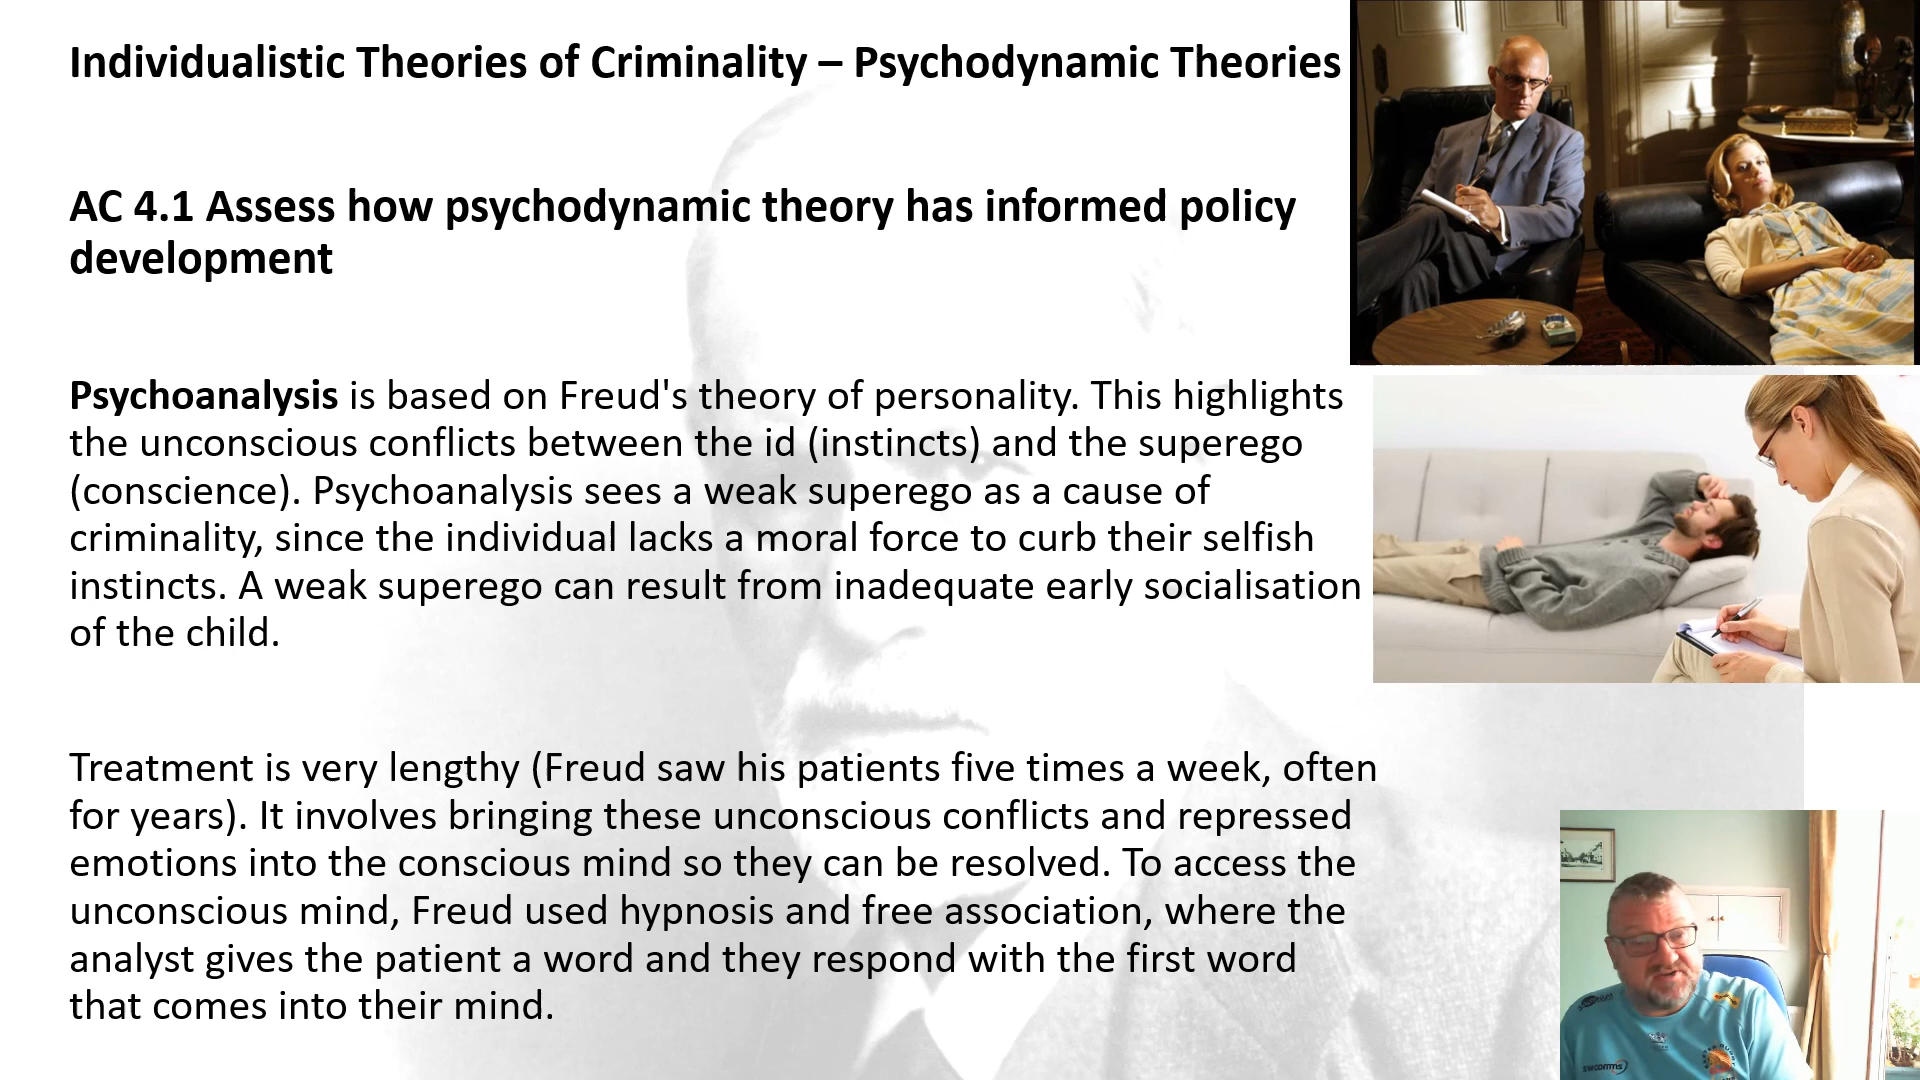 Individualistic Theories of Criminality – Psychodynamic Theories
AC 4.1 Assess how psychodynamic theory has informed policy
development
Psychoanalysis is based on Freud's theory of personality. This highlights
the unconscious conflicts between the id (instincts) and the superego
(conscience). Psychoanalysis sees a weak superego as a cause of
criminality, since the individual lacks a moral force to curb their selfish
instincts. A weak superego can result from inadequate early socialisation
of the child.
Treatment is very lengthy (Freud saw his patients five times a week, often
for years). It involves bringing these unconscious conflicts and repressed
emotions into the conscious mind so they can be resolved. To access the
unconscious mind, Freud used hypnosis and free association, where the
analyst gives the patient a word and they respond with the first word
that comes into their mind.
swcomms